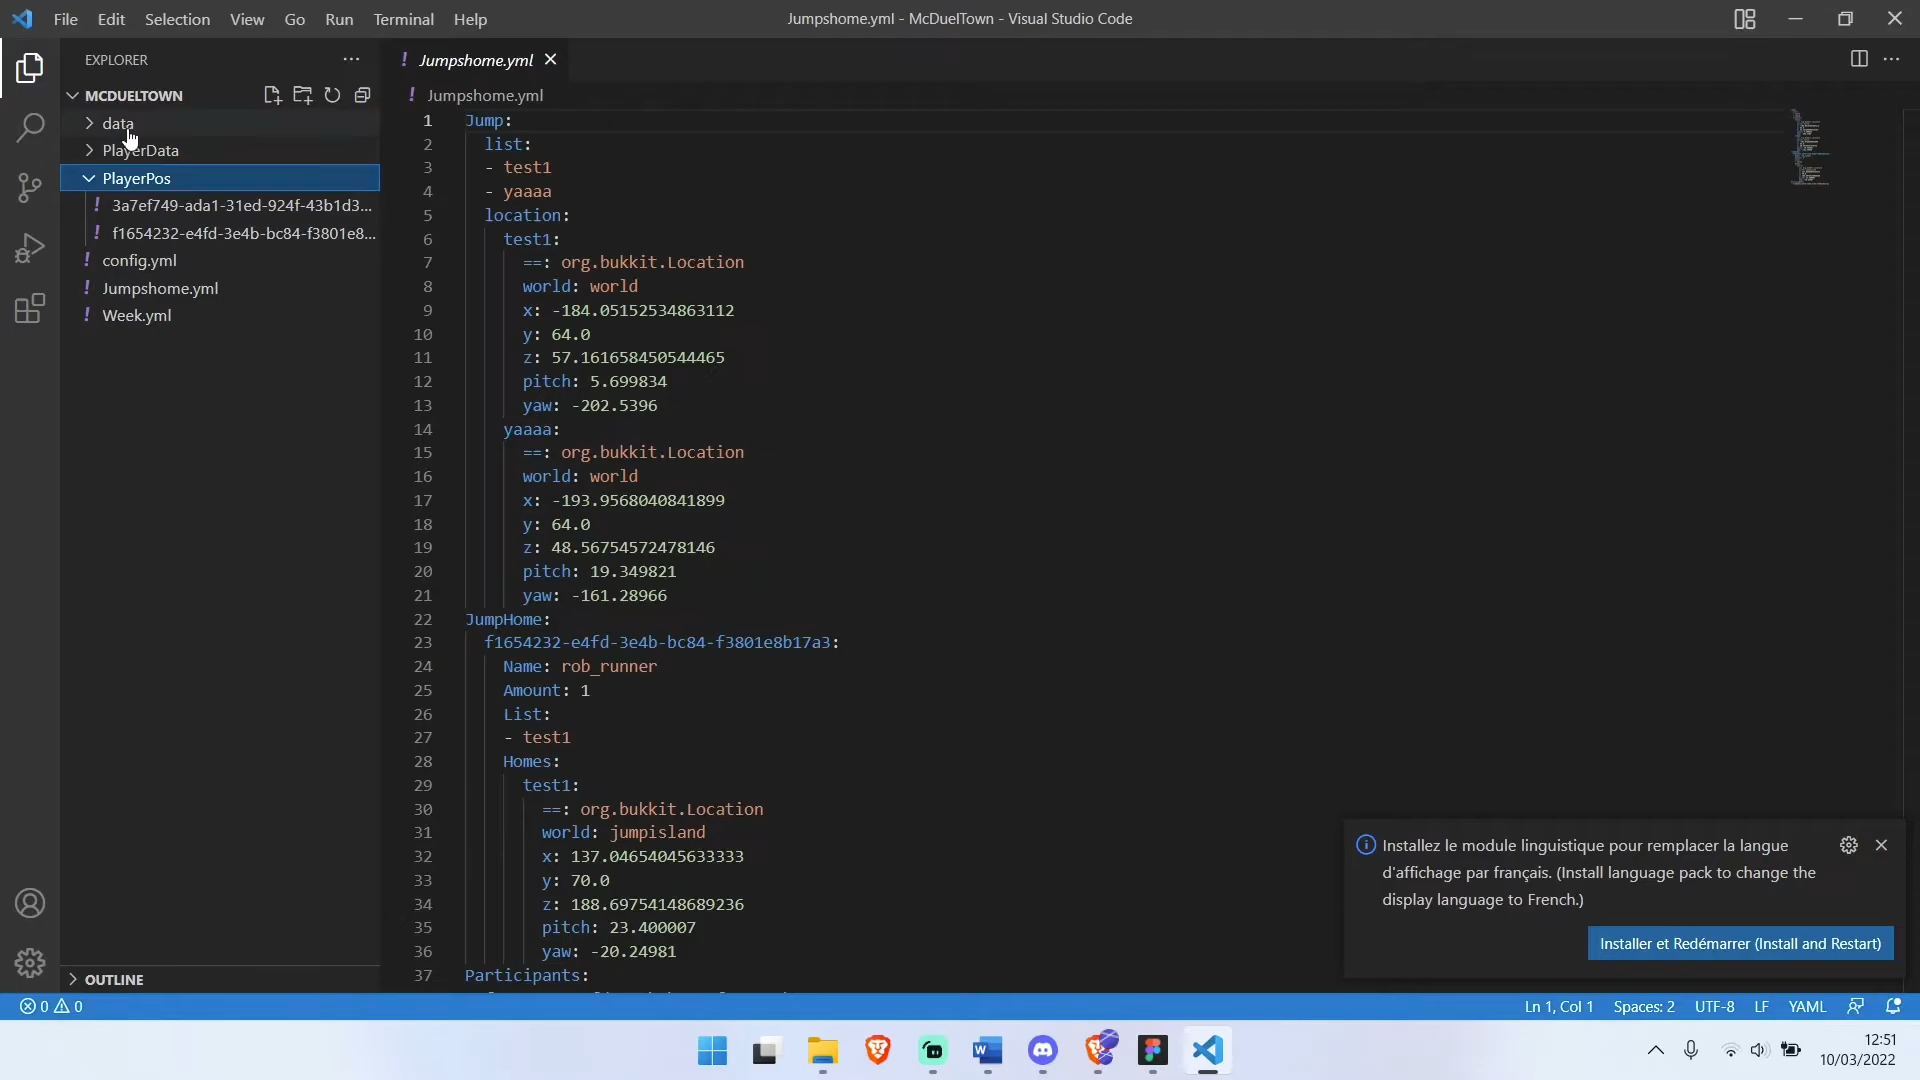 File Edit Selection View Go Run Terminal Help
Jumpshome.yml - McDuelTown - Visual Studio Code
EXPLORER
MCDUELTOWN
data
PlayerData
PlayerPos
! 3a7ef749-ada1-31ed-924f-43b1d3...
! f1654232-e4fd-3e4b-bc84-f3801e8...
! config.yml
! Jumpshome.yml
! Week.yml
OUTLINE
! Jumpshome.yml
! Jumpshome.yml
1 Jump:
2 list:
3 - test1
4 - yaaaa
5 location:
6 test1:
7 ==: org.bukkit.Location
8 world: world
9 x: -184.05152534863112
10 y: 64.0
11 z: 57.161658450544465
12 pitch: 5.699834
13 yaw: -202.5396
14 yaaaa:
15 ==: org.bukkit.Location
16 world: world
17 x: -193.9568040841899
18 y: 64.0
19 z: 48.56754572478146
20 pitch: 19.349821
21 yaw: -161.28966
22 JumpHome:
23 f1654232-e4fd-3e4b-bc84-f3801e8b17a3:
24 Name: rob_runner
25 Amount: 1
26 List:
27 - test1
28 Homes:
29 test1:
30 ==: org.bukkit.Location
31 world: jumpisland
32 x: 137.04654045633333
33 y: 70.0
34 z: 188.69754148689236
35 pitch: 23.400007
36 yaw: -20.24981
37 Participants:
Installez le module linguistique pour remplacer la langue
d'affichage par français. (Install language pack to change the
display language to French.)
Installer et Redémarrer (Install and Restart)
0 0
Ln 1, Col 1 Spaces: 2 UTF-8 LF YAML
W
12:51
10/03/2022